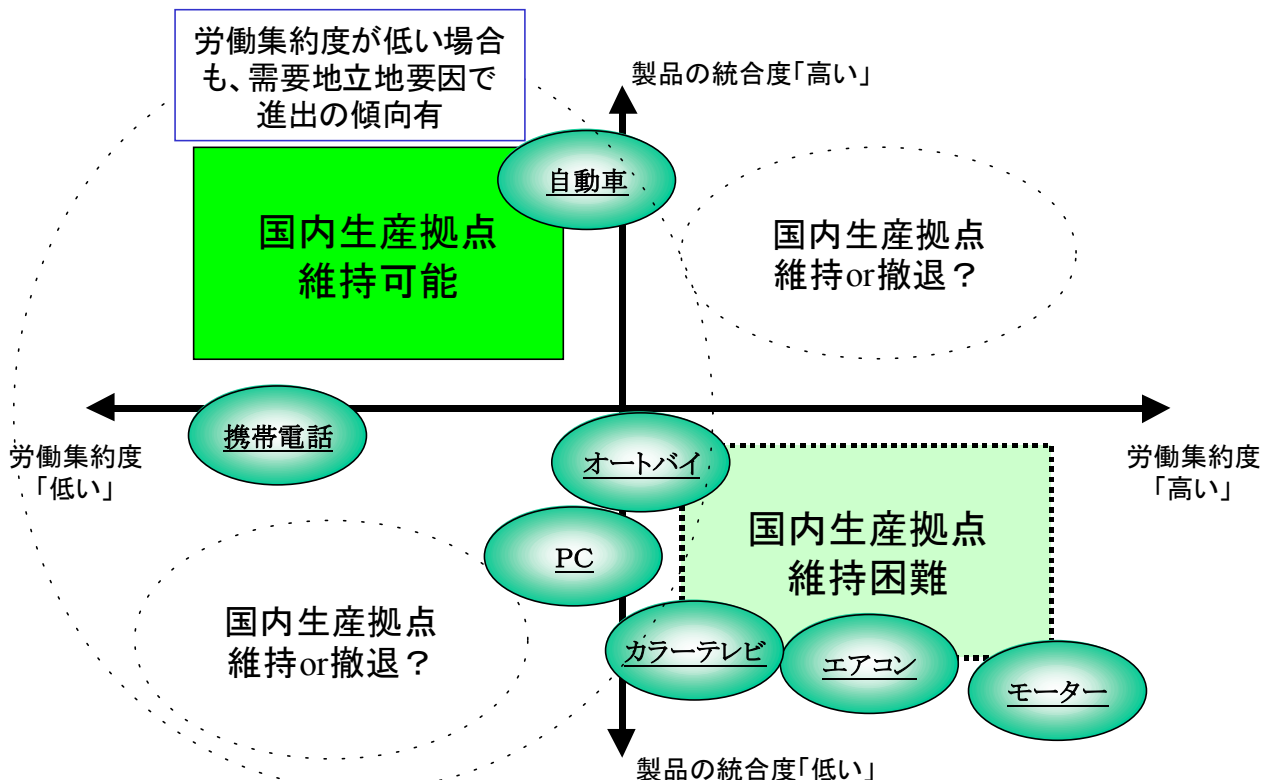 労働集約度が低い場合
も、需要地立地要因で
進出の傾向有
製品の統合度「高い」
自動車
国内生産拠点
維持可能
国内生産拠点
維持or撤退？
携帯電話
労働集約度
「低い」
オートバイ
労働集約度
「高い」
国内生産拠点
維持困難
PC
国内生産拠点
維持or撤退？
カラーテレビ
エアコン
モーター
製品の統合度「低い」